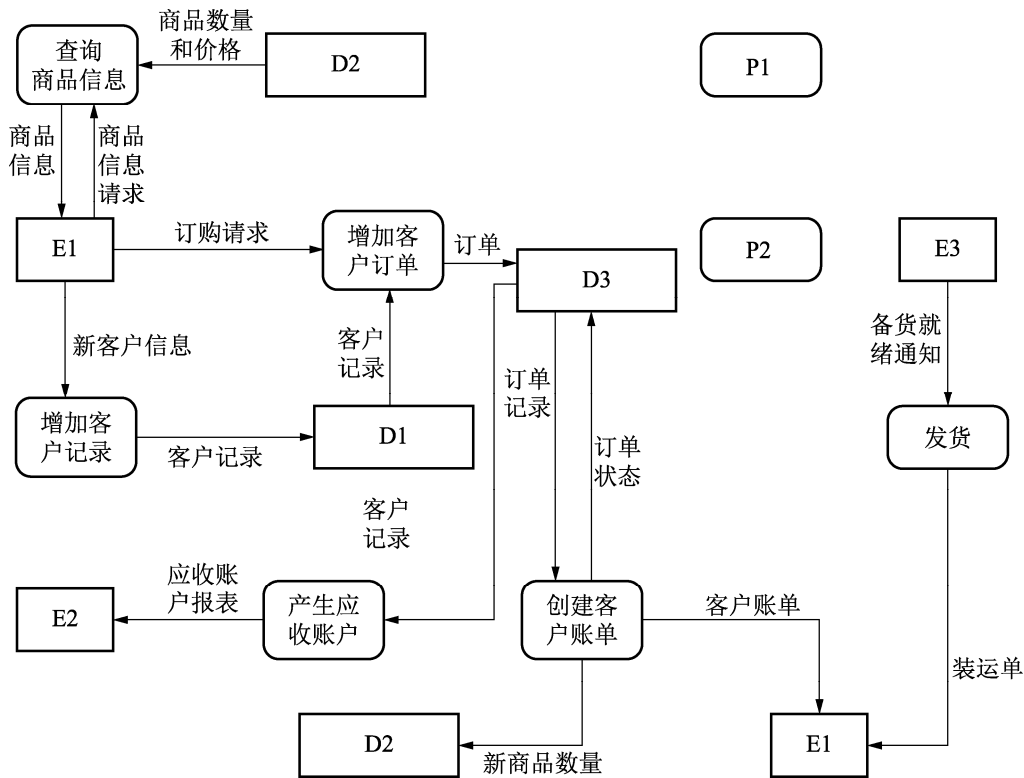 商品数量
和价格
查询
商品信息
D2
P1
商品
信息
商品
信息
请求
E1
订购请求
增加客
户订单
订单
D3
P2
E3
新客户信息
客户
记录
订单
记录
备货就
绪通知
增加客
户记录
客户记录
D1
订单
状态
发货
客户
记录
E2
应收账
户报表
产生应
收账户
创建客
户账单
客户账单
装运单
D2
新商品数量
E1